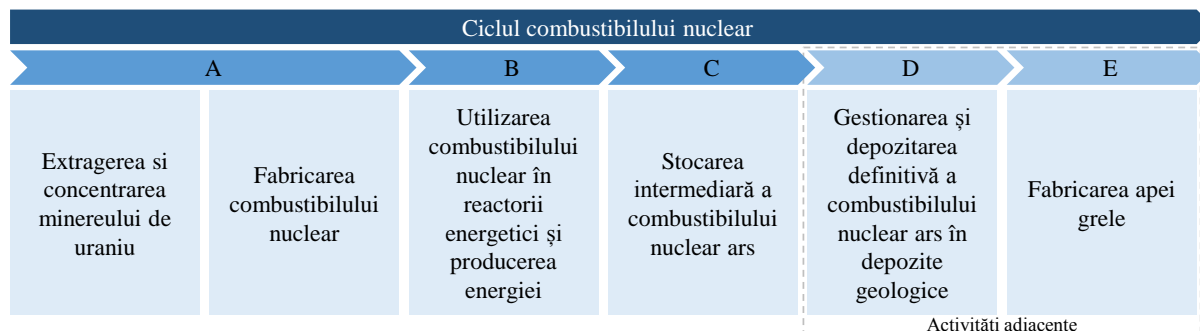 Ciclul combustibilului nuclear
A
B
C
D
E
Extragerea si
concentrarea
minereului de
uraniu
Fabricarea
combustibilului
nuclear
Utilizarea
combustibilului
nuclear în
reactorii
energetici și
producerea
energiei
Stocarea
intermediară a
combustibilului
nuclear ars
Gestionarea și
depozitarea
definitivă a
combustibilului
nuclear ars în
depozite
geologice
Fabricarea apei
grele
Activități adiacente